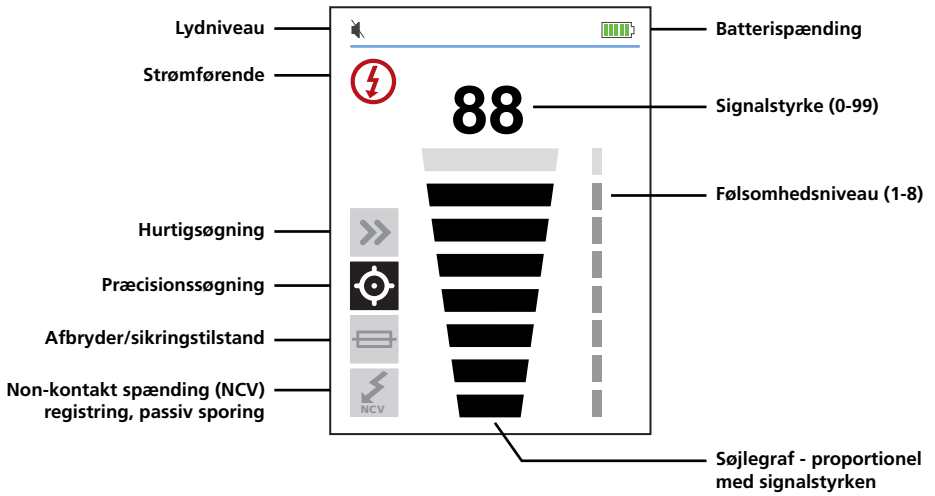 Lydniveau
Strømførende
Hurtigsøgning
Præcisionssøgning
Afbryder/sikringstilstand
Non-kontakt spænding (NCV)
registring, passiv sporing
88
NCV
Batterispænding
Signalstyrke (0-99)
Følsomhedsniveau (1-8)
Søjlegraf - proportionel
med signalstyrken